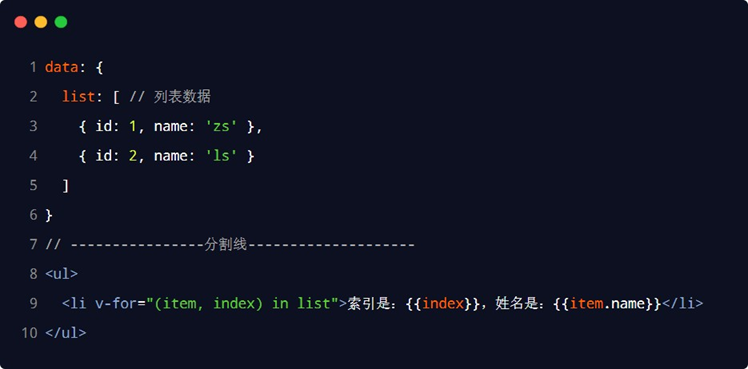 1 data: {
2   list: [ // 列表数据
3     { id: 1, name: 'zs' },
4     { id: 2, name: 'ls' }
5   ]
6 }
7 // ----------------分割线--------------------
8 <ul>
9   <li v-for="(item, index) in list">索引是：{{index}}，姓名是：{{item.name}}</li>
10 </ul>